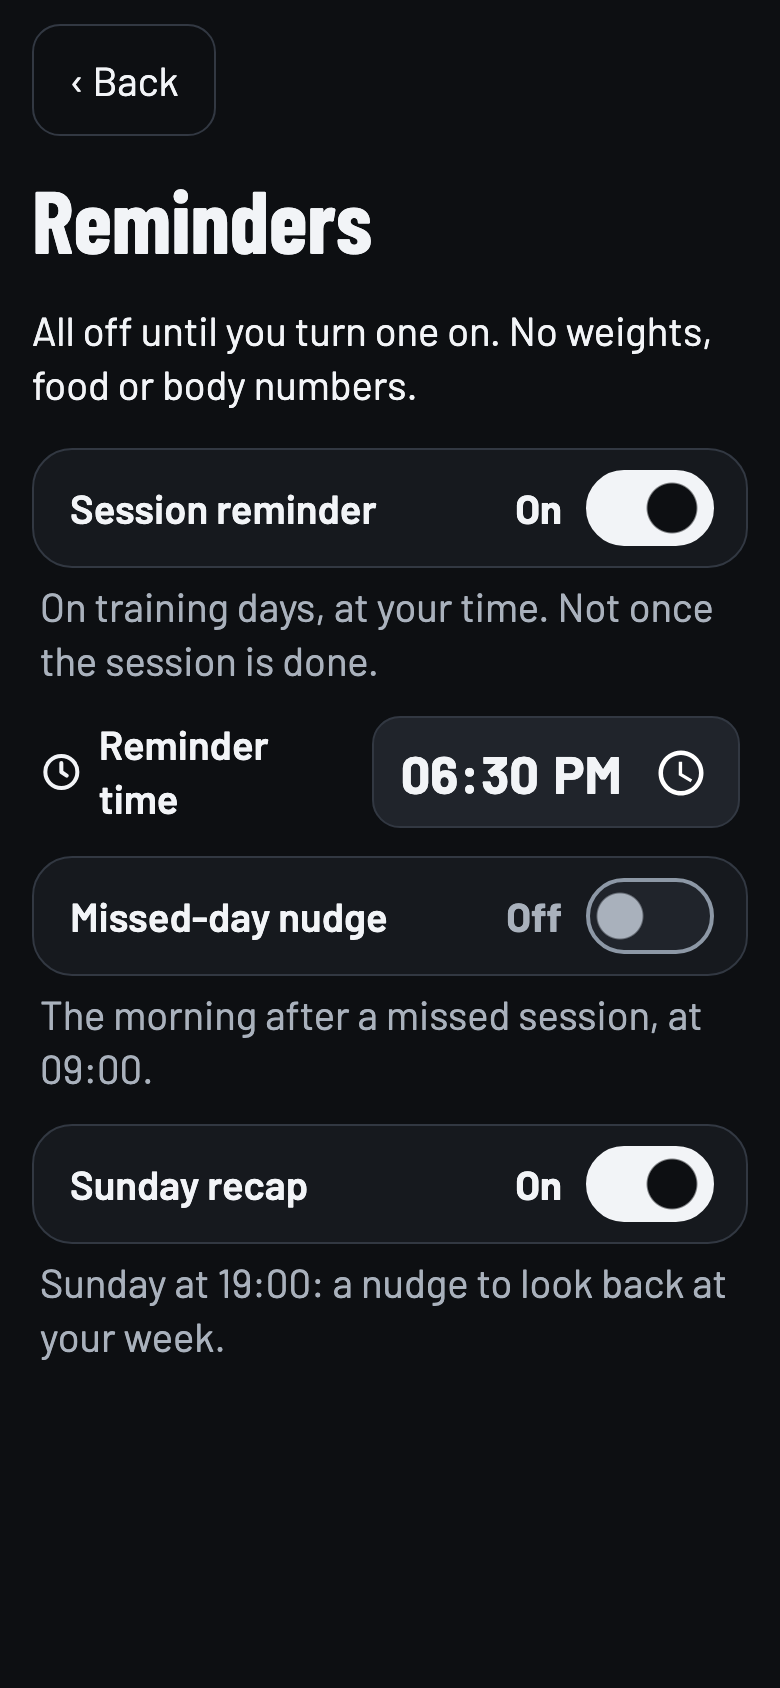 ‹ Back
Reminders
All off until you turn one on. No weights,
food or body numbers.
Session reminder On
On training days, at your time. Not once
the session is done.
Reminder
time
06:30 PM
Missed-day nudge Off
The morning after a missed session, at
09:00.
Sunday recap On
Sunday at 19:00: a nudge to look back at
your week.